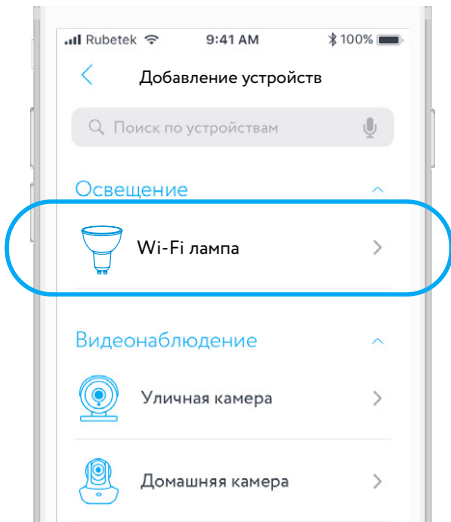 Rubetek 9:41 AM 100%
Добавление устройств
Поиск по устройствам
Освещение
Wi-Fi лампа
Видеонаблюдение
Уличная камера
Домашняя камера